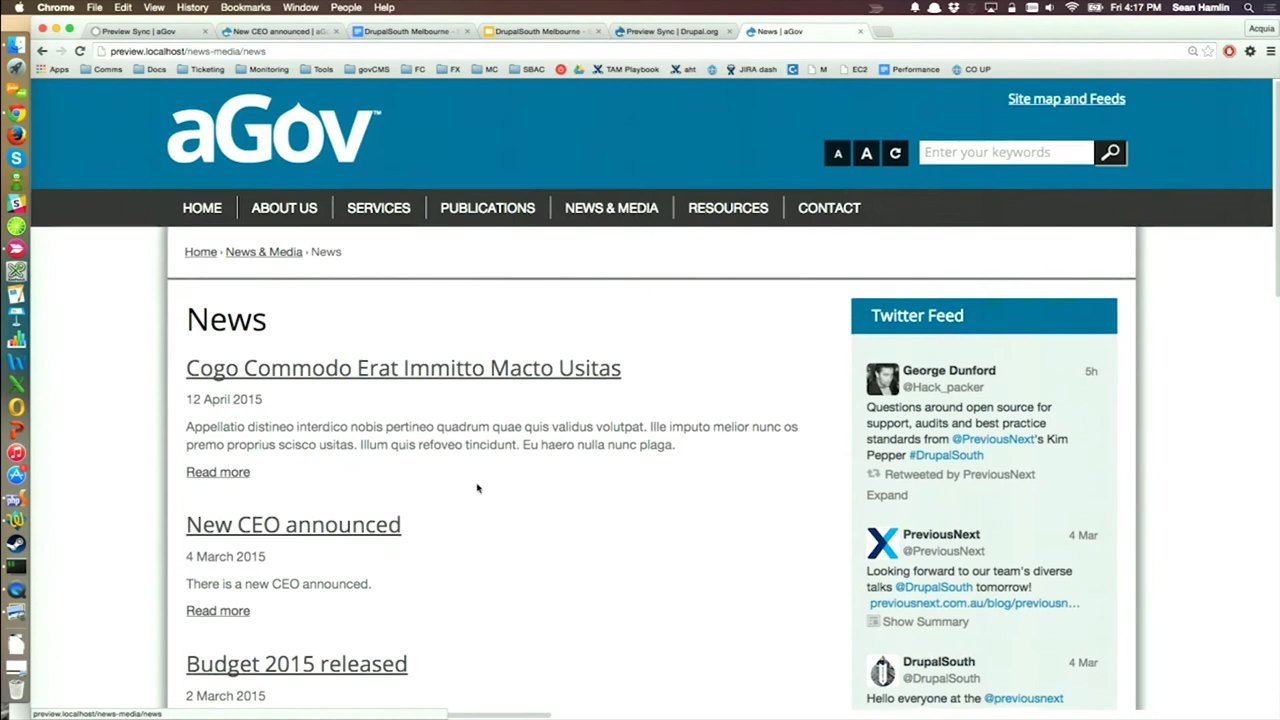 Chrome File Edit View History Bookmarks Window People Help Fri 4:17 PM Sean Hamlin
Preview Sync | aGov New CEO announced | aG DrupalSouth Melbourne - DrupalSouth Melbourne - Preview Sync | Drupal.org News | aGov Acquia
preview.localhost/news-media/news
Apps Comms Docs Ticketing Monitoring Tools govCMS FC FX MC SBAC TAM Playbook aht JIRA dash M EC2 Performance CO UP
Site map and Feeds
aGov™
A A Enter your keywords
HOME ABOUT US SERVICES PUBLICATIONS NEWS & MEDIA RESOURCES CONTACT
Home › News & Media › News
News
Cogo Commodo Erat Immitto Macto Usitas
12 April 2015
Appellatio distineo interdico nobis pertineo quadrum quae quis validus volutpat. Ille imputo melior nunc os
premo proprius scisco usitas. Illum quis refoveo tincidunt. Eu haero nulla nunc plaga.
Read more
New CEO announced
4 March 2015
There is a new CEO announced.
Read more
Budget 2015 released
2 March 2015
Twitter Feed
George Dunford 5h
@Hack_packer
Questions around open source for
support, audits and best practice
standards from @PreviousNext's Kim
Pepper #DrupalSouth
Retweeted by PreviousNext
Expand
PreviousNext 4 Mar
@PreviousNext
Looking forward to our team's diverse
talks @DrupalSouth tomorrow!
previousnext.com.au/blog/previousn…
Show Summary
DrupalSouth 4 Mar
@DrupalSouth
Hello everyone at the @previousnext
preview.localhost/news-media/news